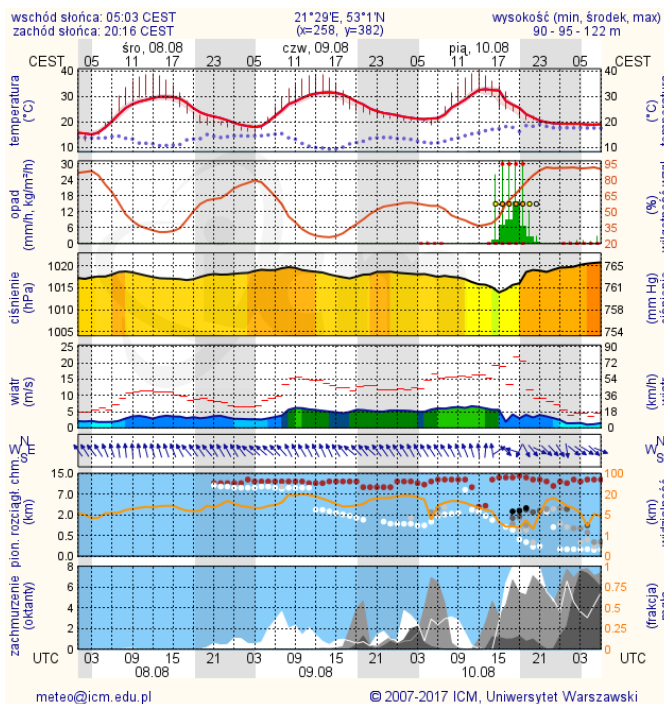 wschód słońca: 05:03 CEST 21°29'E, 53°1'N wysokość (min, środek, max)
zachód słońca: 20:16 CEST (x=258, y=382) 90 - 95 - 122 m
śro, 08.08 czw, 09.08 pią, 10.08
CEST 05 11 17 23 05 11 17 23 05 11 17 23 05 CEST
temperatura (°C) 40 30 20 10 40 30 20 10 temperatura (°C)
opad (mm/h, kg/m²/h) 30 24 18 12 6 0 95 80 65 50 35 20 (%)
ciśnienie (hPa) 1020 1015 1010 1005 765 761 758 754 (mm Hg)
wiatr (m/s) 25 20 15 10 5 0 90 72 54 36 18 0 (km/h)
N W E S N W S
pion. rozciągł. chm. (km) 15.0 7.0 2.0 0.5 0.0 100 20 5 1 0 (km)
zachmurzenie (oktanty) 8 6 4 2 0 1 0.75 0.5 0.25 0 (frakcja)
UTC 03 09 15 21 03 09 15 21 03 09 15 21 03 UTC
08.08 09.08 10.08
meteo@icm.edu.pl © 2007-2017 ICM, Uniwersytet Warszawski